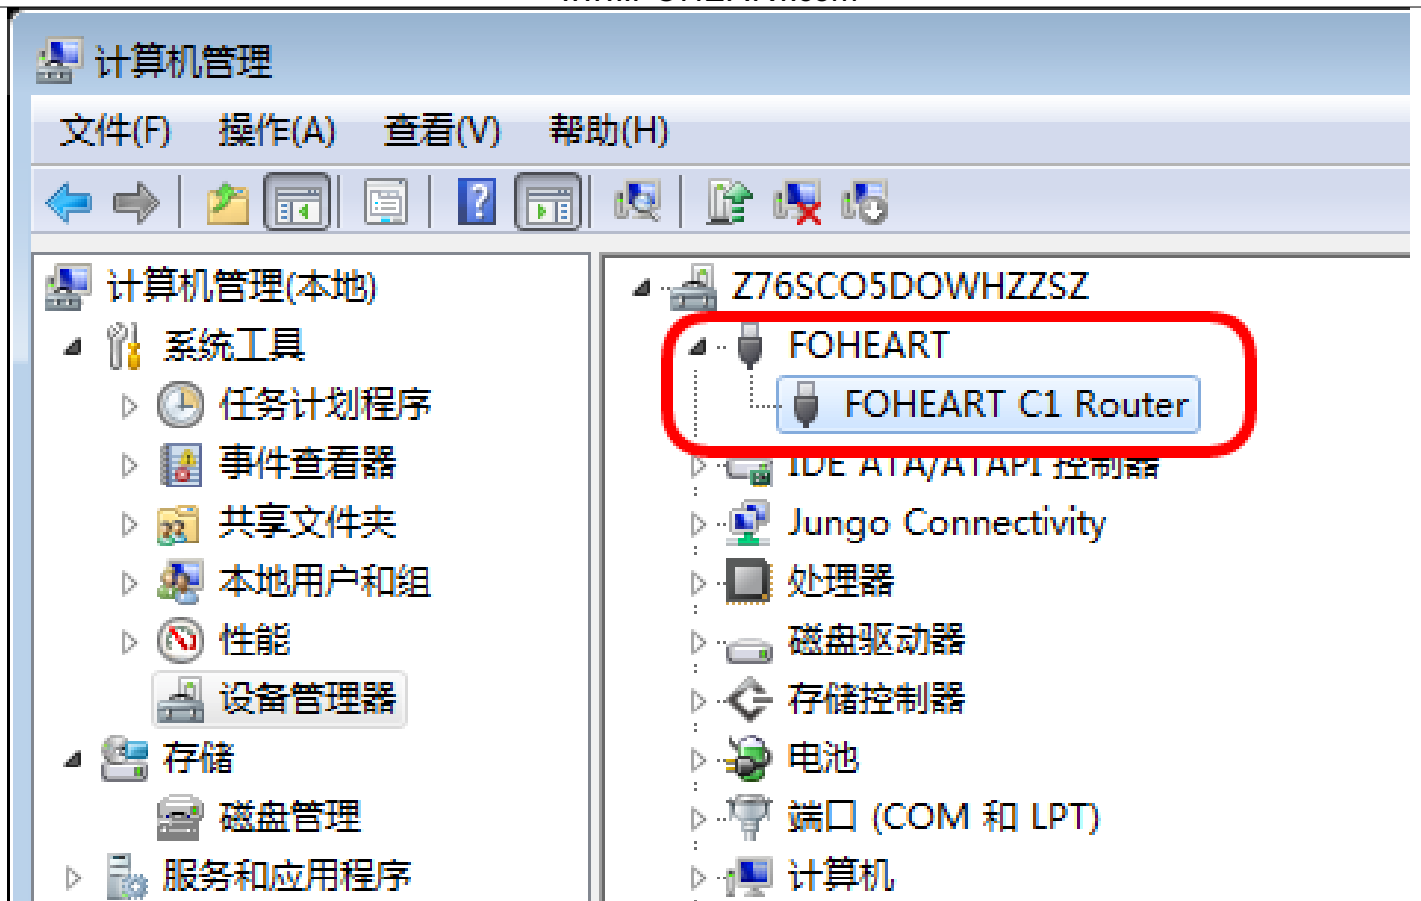 计算机管理
文件(F) 操作(A) 查看(V) 帮助(H)
计算机管理(本地)
系统工具
任务计划程序
事件查看器
共享文件夹
本地用户和组
性能
设备管理器
存储
磁盘管理
服务和应用程序
Z76SCO5DOWHZZSZ
FOHEART
FOHEART C1 Router
IDE ATA/ATAPI 控制器
Jungo Connectivity
处理器
磁盘驱动器
存储控制器
电池
端口 (COM 和 LPT)
计算机